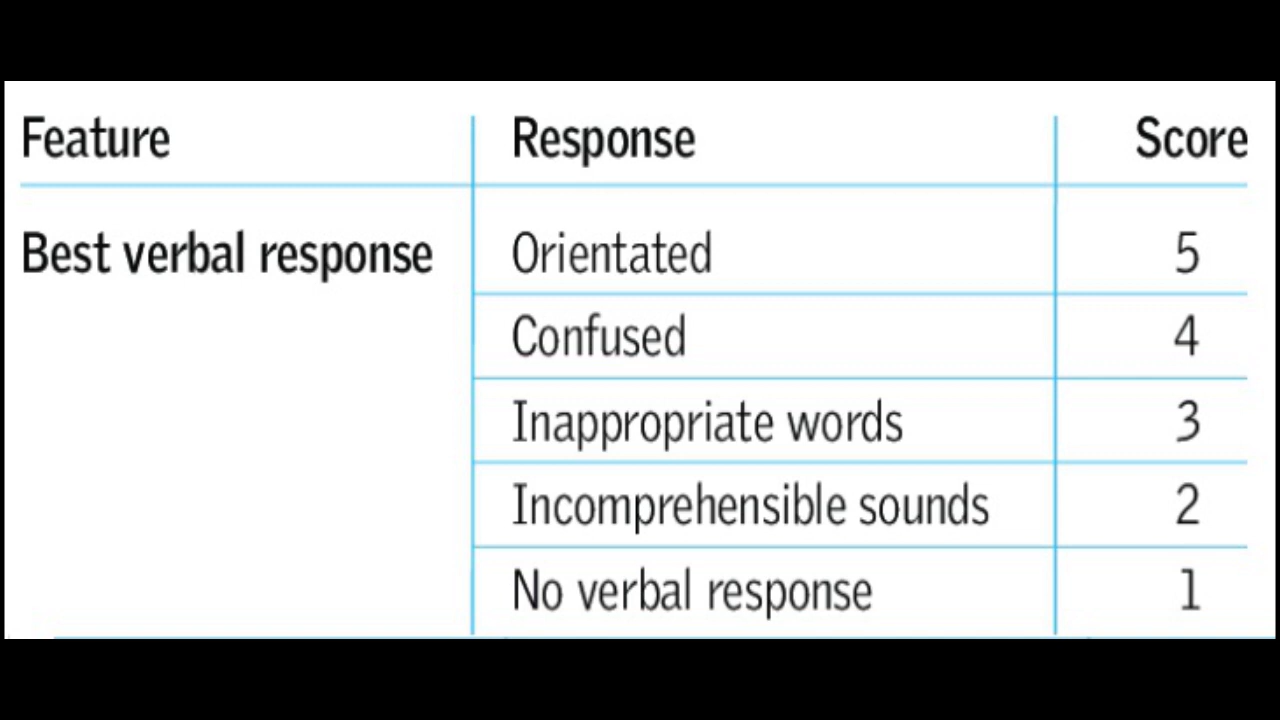 Feature Response Score
Best verbal response Orientated 5
Confused 4
Inappropriate words 3
Incomprehensible sounds 2
No verbal response 1